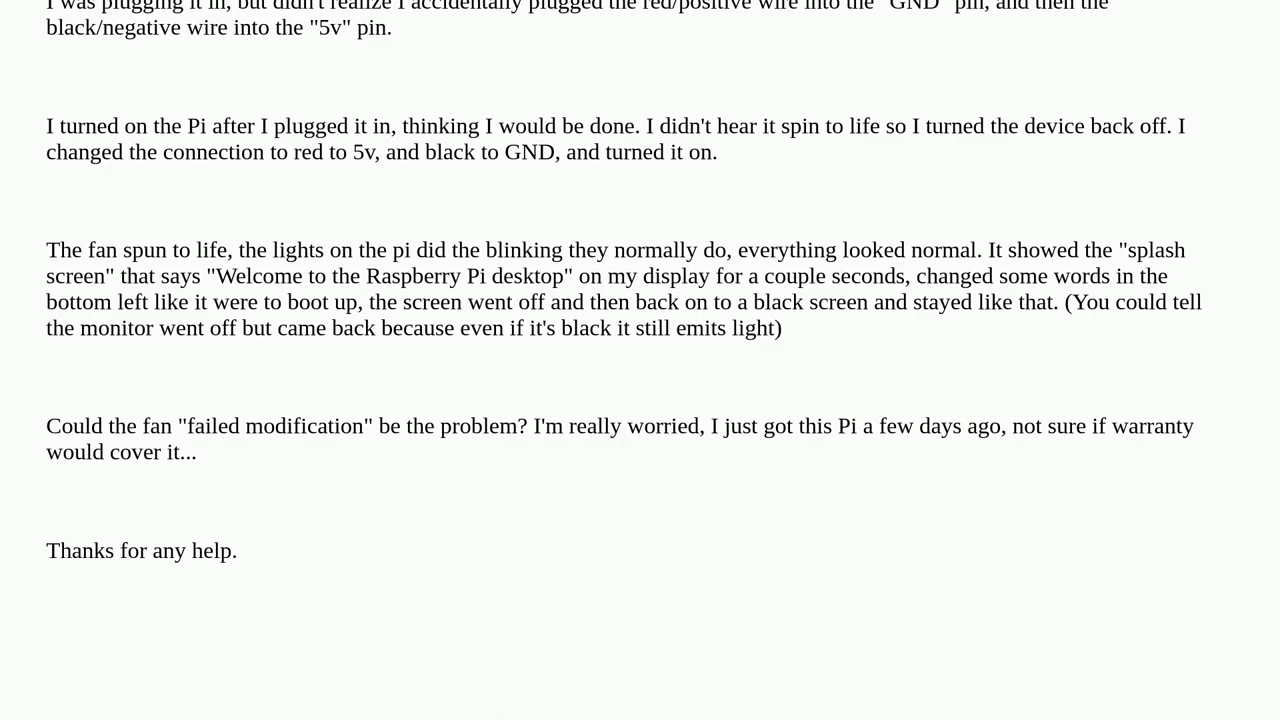 I was plugging it in, but didn't realize I accidentally plugged the red/positive wire into the "GND" pin, and then the
black/negative wire into the "5v" pin.
I turned on the Pi after I plugged it in, thinking I would be done. I didn't hear it spin to life so I turned the device back off. I
changed the connection to red to 5v, and black to GND, and turned it on.
The fan spun to life, the lights on the pi did the blinking they normally do, everything looked normal. It showed the "splash
screen" that says "Welcome to the Raspberry Pi desktop" on my display for a couple seconds, changed some words in the
bottom left like it were to boot up, the screen went off and then back on to a black screen and stayed like that. (You could tell
the monitor went off but came back because even if it's black it still emits light)
Could the fan "failed modification" be the problem? I'm really worried, I just got this Pi a few days ago, not sure if warranty
would cover it...
Thanks for any help.